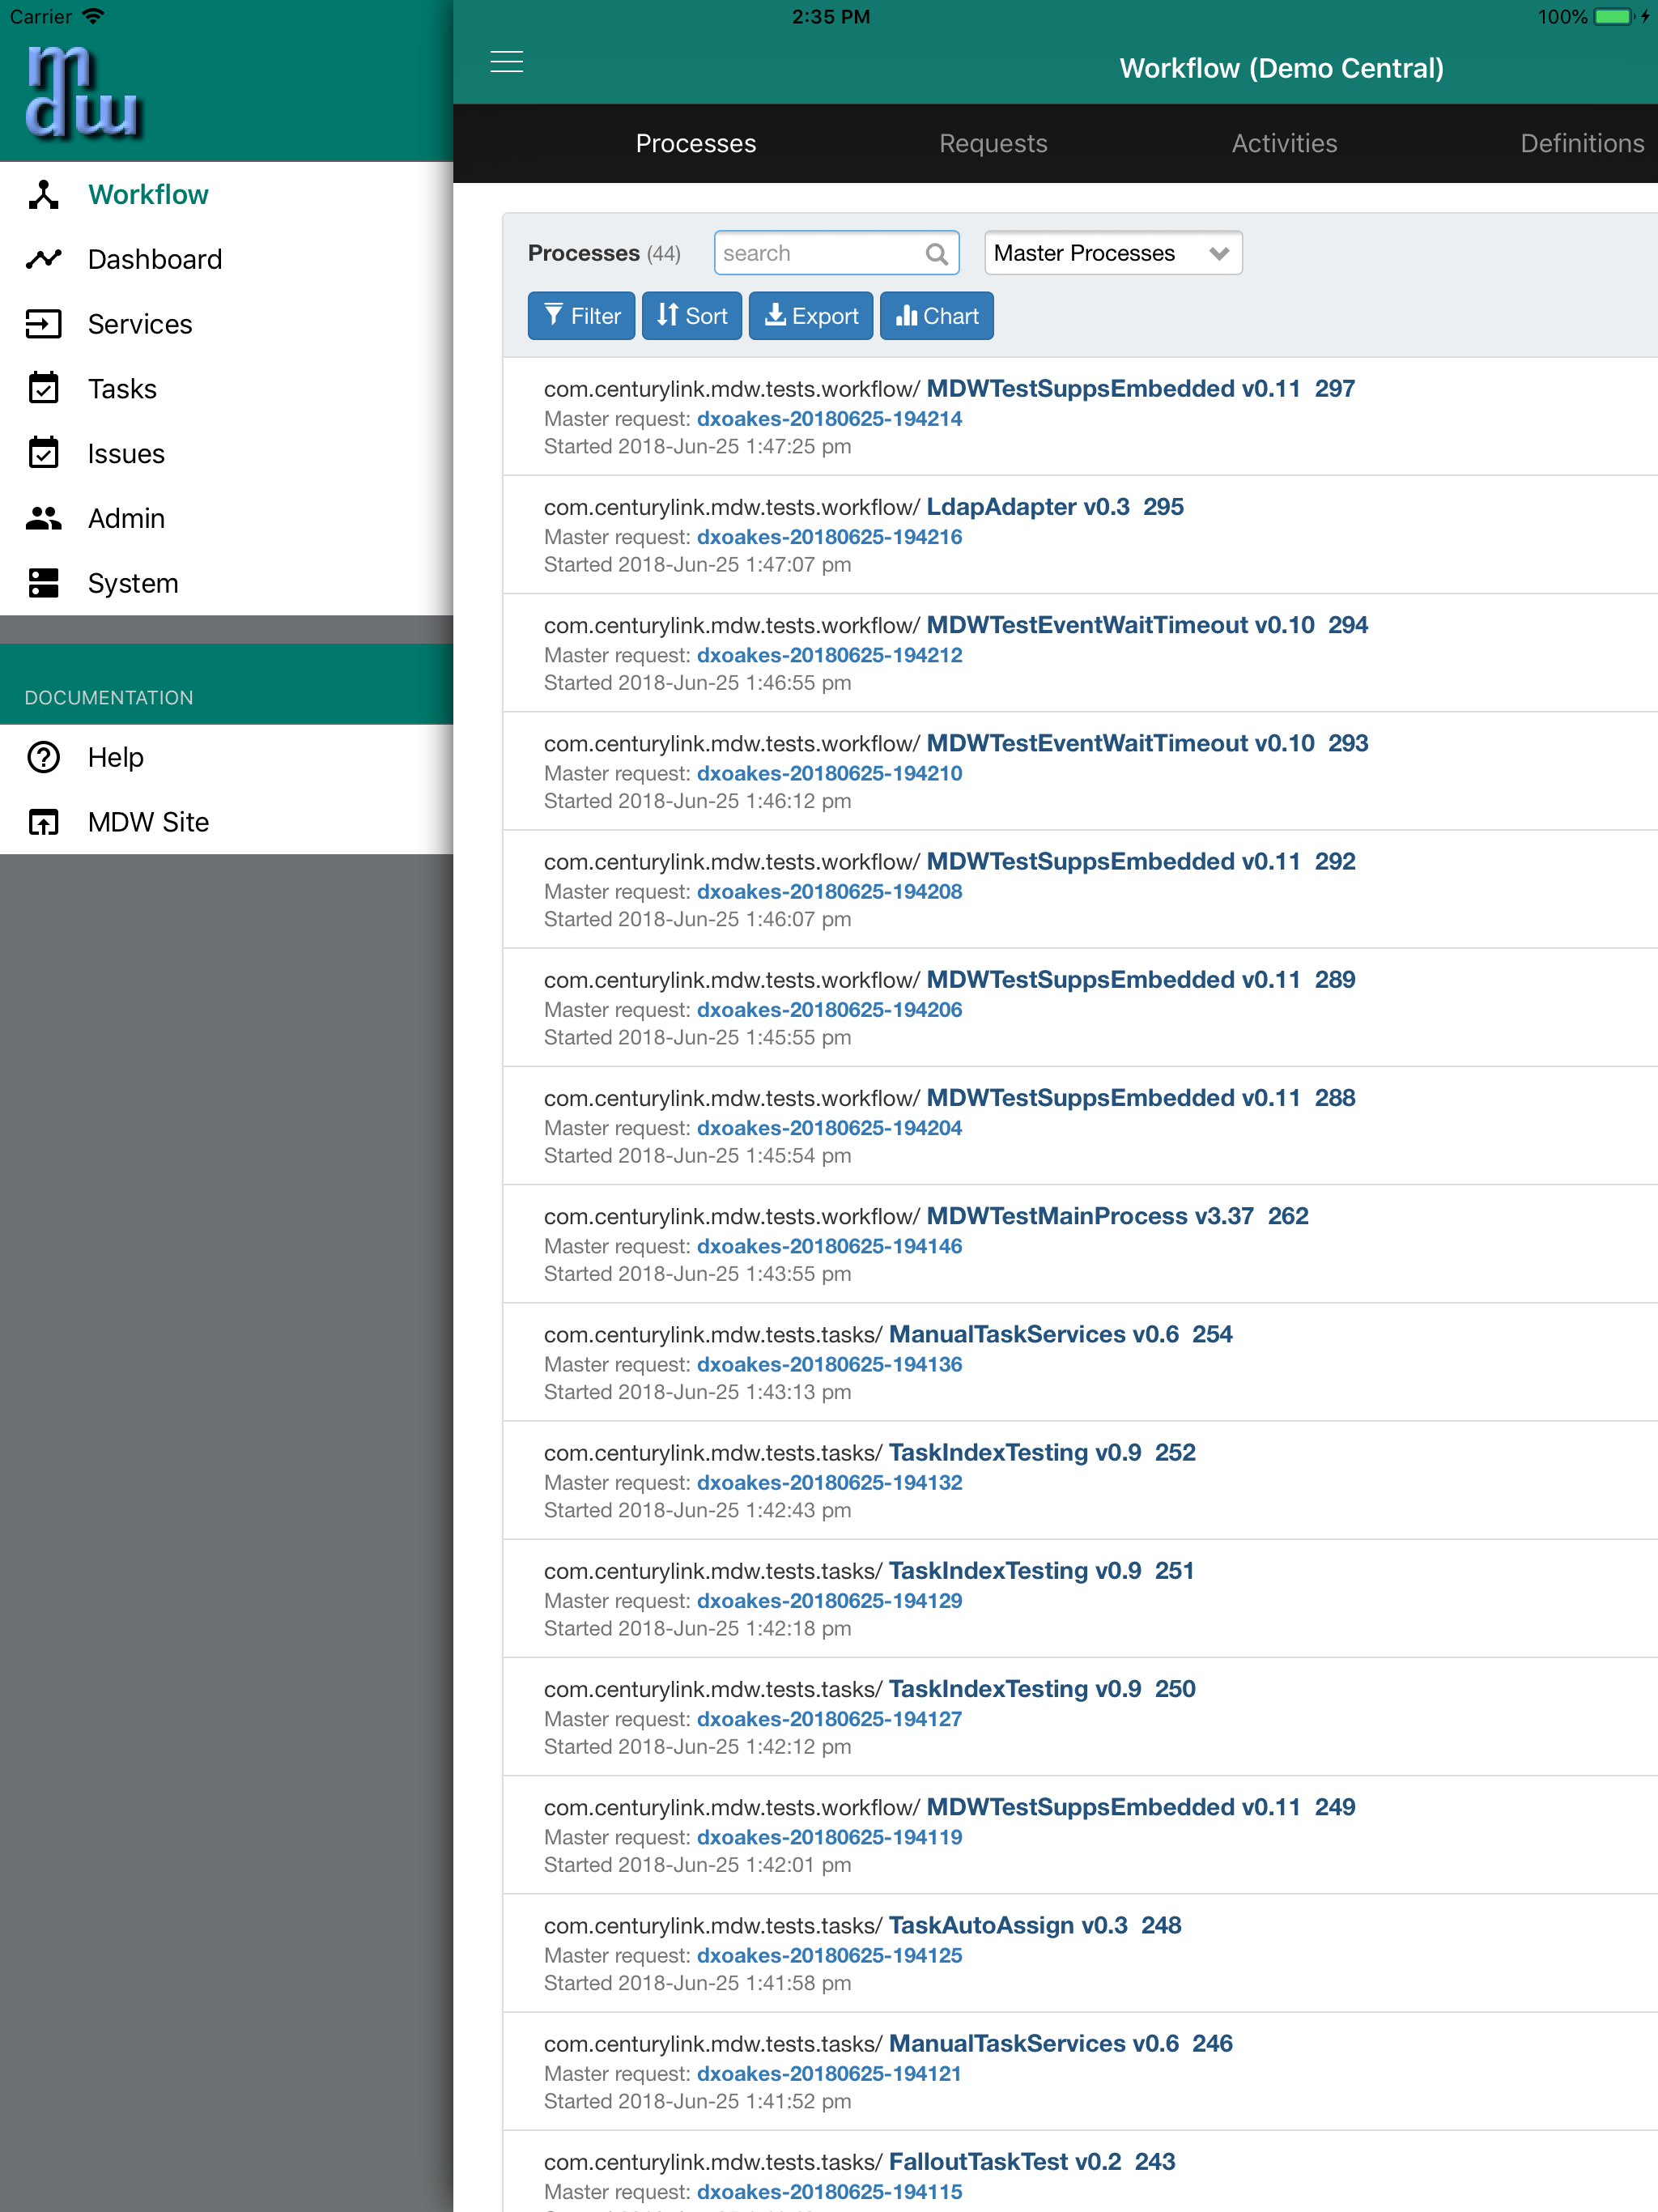 Carrier 2:35 PM 100%
mdw
Workflow
Dashboard
Services
Tasks
Issues
Admin
System
DOCUMENTATION
Help
MDW Site
Workflow (Demo Central)
Processes Requests Activities Definitions
Processes (44) search Master Processes
Filter Sort Export Chart
com.centurylink.mdw.tests.workflow/ MDWTestSuppsEmbedded v0.11 297
Master request: dxoakes-20180625-194214
Started 2018-Jun-25 1:47:25 pm
com.centurylink.mdw.tests.workflow/ LdapAdapter v0.3 295
Master request: dxoakes-20180625-194216
Started 2018-Jun-25 1:47:07 pm
com.centurylink.mdw.tests.workflow/ MDWTestEventWaitTimeout v0.10 294
Master request: dxoakes-20180625-194212
Started 2018-Jun-25 1:46:55 pm
com.centurylink.mdw.tests.workflow/ MDWTestEventWaitTimeout v0.10 293
Master request: dxoakes-20180625-194210
Started 2018-Jun-25 1:46:12 pm
com.centurylink.mdw.tests.workflow/ MDWTestSuppsEmbedded v0.11 292
Master request: dxoakes-20180625-194208
Started 2018-Jun-25 1:46:07 pm
com.centurylink.mdw.tests.workflow/ MDWTestSuppsEmbedded v0.11 289
Master request: dxoakes-20180625-194206
Started 2018-Jun-25 1:45:55 pm
com.centurylink.mdw.tests.workflow/ MDWTestSuppsEmbedded v0.11 288
Master request: dxoakes-20180625-194204
Started 2018-Jun-25 1:45:54 pm
com.centurylink.mdw.tests.workflow/ MDWTestMainProcess v3.37 262
Master request: dxoakes-20180625-194146
Started 2018-Jun-25 1:43:55 pm
com.centurylink.mdw.tests.tasks/ ManualTaskServices v0.6 254
Master request: dxoakes-20180625-194136
Started 2018-Jun-25 1:43:13 pm
com.centurylink.mdw.tests.tasks/ TaskIndexTesting v0.9 252
Master request: dxoakes-20180625-194132
Started 2018-Jun-25 1:42:43 pm
com.centurylink.mdw.tests.tasks/ TaskIndexTesting v0.9 251
Master request: dxoakes-20180625-194129
Started 2018-Jun-25 1:42:18 pm
com.centurylink.mdw.tests.tasks/ TaskIndexTesting v0.9 250
Master request: dxoakes-20180625-194127
Started 2018-Jun-25 1:42:12 pm
com.centurylink.mdw.tests.workflow/ MDWTestSuppsEmbedded v0.11 249
Master request: dxoakes-20180625-194119
Started 2018-Jun-25 1:42:01 pm
com.centurylink.mdw.tests.tasks/ TaskAutoAssign v0.3 248
Master request: dxoakes-20180625-194125
Started 2018-Jun-25 1:41:58 pm
com.centurylink.mdw.tests.tasks/ ManualTaskServices v0.6 246
Master request: dxoakes-20180625-194121
Started 2018-Jun-25 1:41:52 pm
com.centurylink.mdw.tests.tasks/ FalloutTaskTest v0.2 243
Master request: dxoakes-20180625-194115